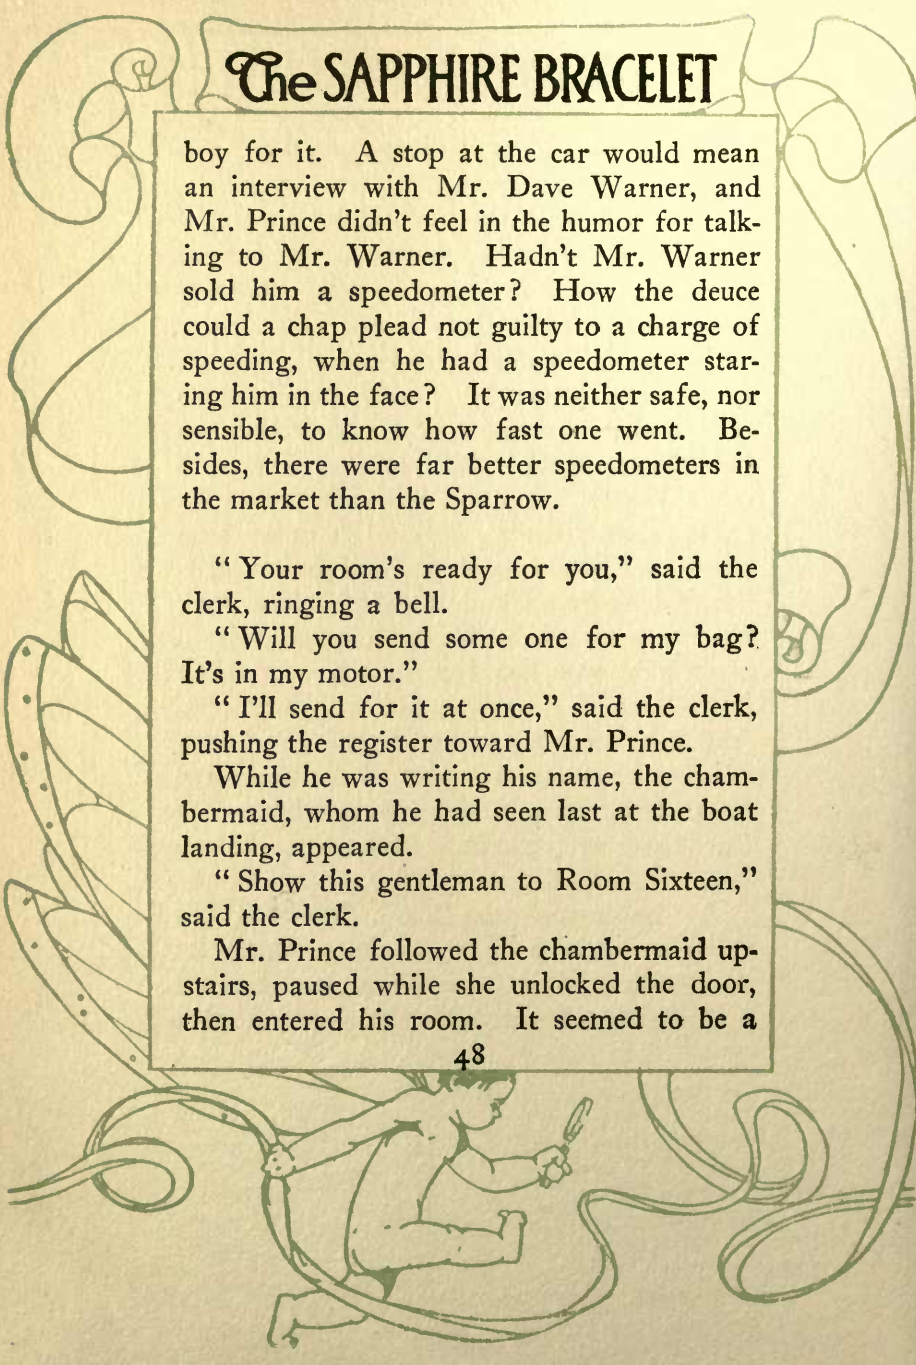 The SAPPHIRE BRACELET
boy for it. A stop at the car would mean
an interview with Mr. Dave Warner, and
Mr. Prince didn't feel in the humor for talk-
ing to Mr. Warner. Hadn't Mr. Warner
sold him a speedometer? How the deuce
could a chap plead not guilty to a charge of
speeding, when he had a speedometer star-
ing him in the face? It was neither safe, nor
sensible, to know how fast one went. Be-
sides, there were far better speedometers in
the market than the Sparrow.
"Your room's ready for you," said the
clerk, ringing a bell.
"Will you send some one for my bag?
It's in my motor."
"I'll send for it at once," said the clerk,
pushing the register toward Mr. Prince.
While he was writing his name, the cham-
bermaid, whom he had seen last at the boat
landing, appeared.
"Show this gentleman to Room Sixteen,"
said the clerk.
Mr. Prince followed the chambermaid up-
stairs, paused while she unlocked the door,
then entered his room. It seemed to be a
48